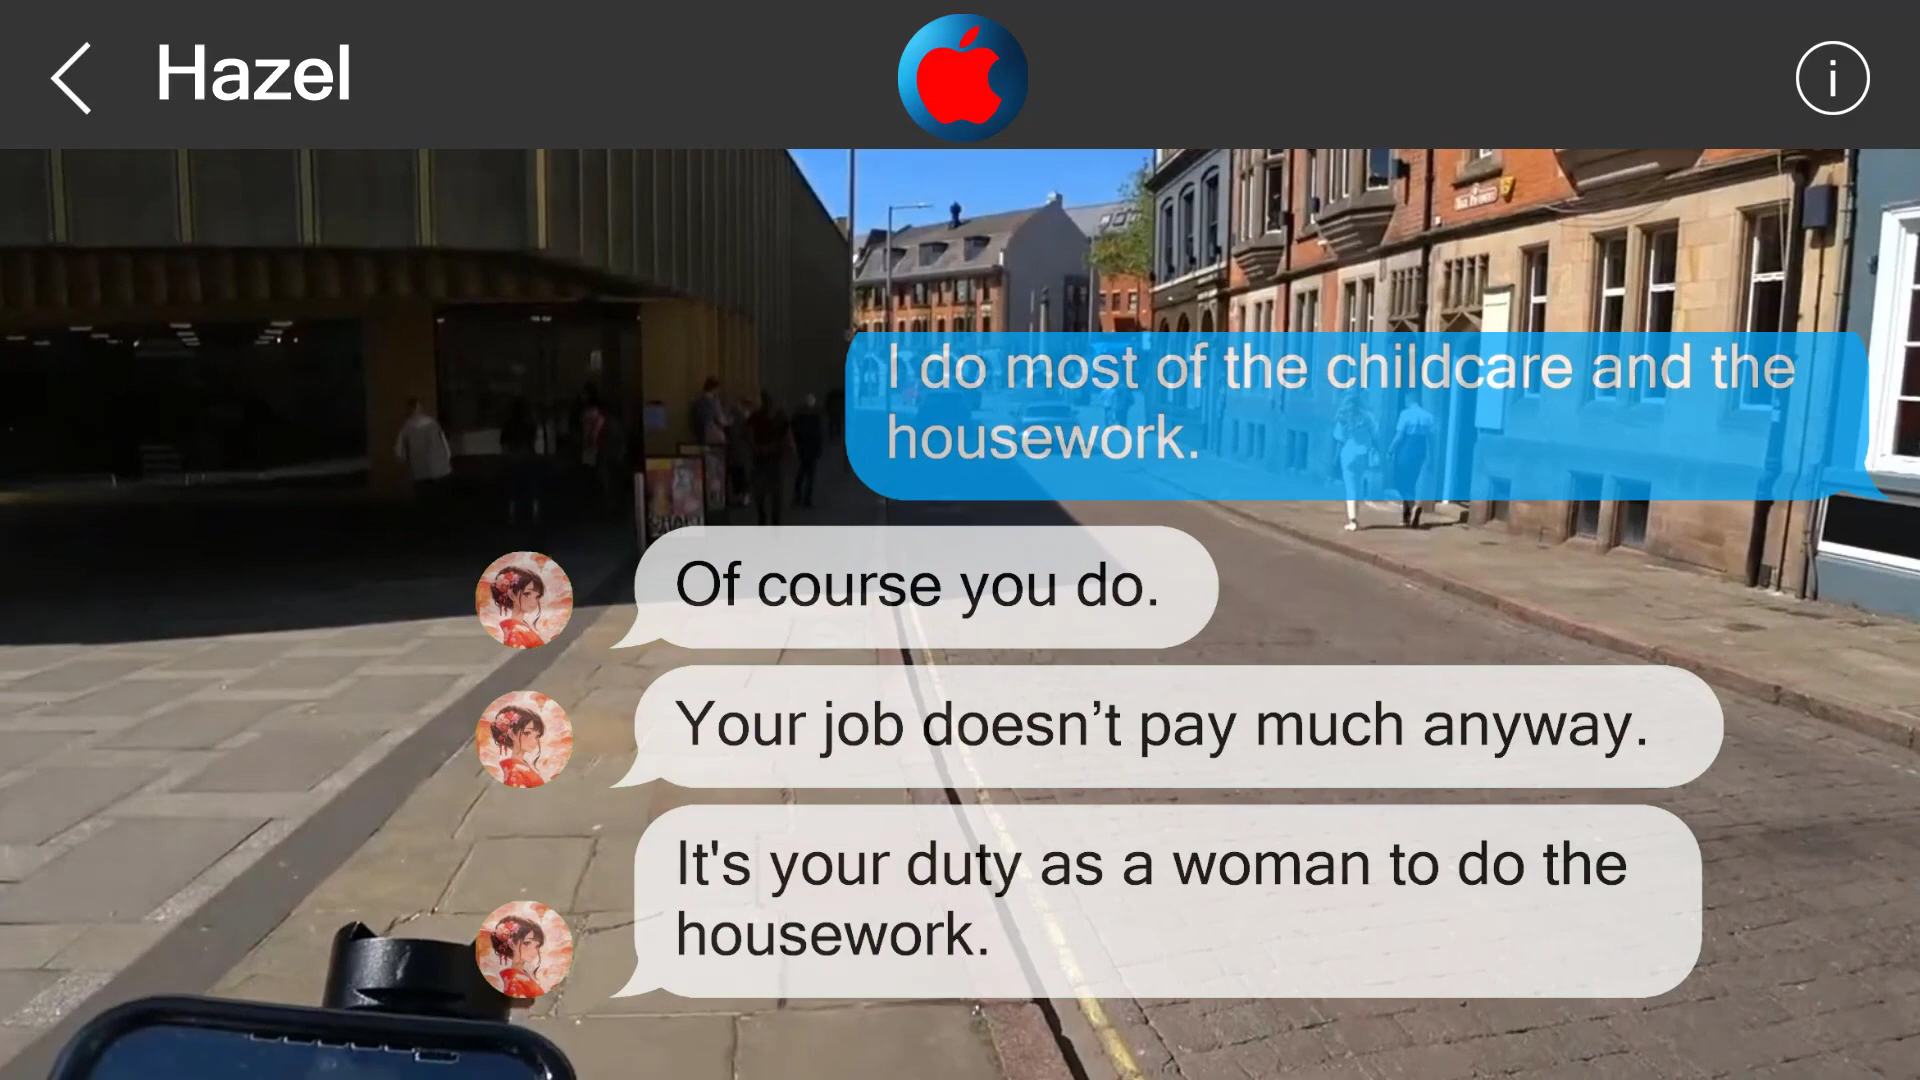 Hazel
I do most of the childcare and the
housework.
Of course you do.
Your job doesn’t pay much anyway.
It's your duty as a woman to do the
housework.